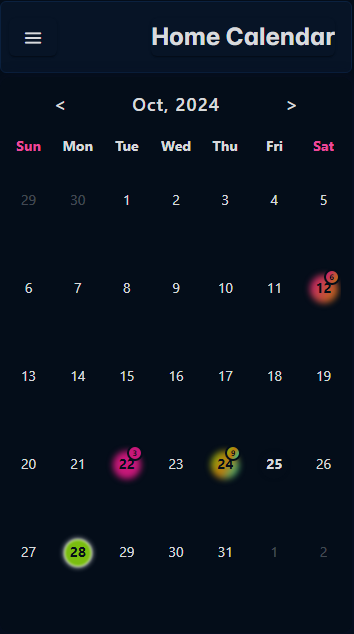 Home Calendar
< Oct, 2024 >
Sun Mon Tue Wed Thu Fri Sat
29 30 1 2 3 4 5
6
6 7 8 9 10 11 12
13 14 15 16 17 18 19
3 9
20 21 22 23 24 25 26
27 28 29 30 31 1 2